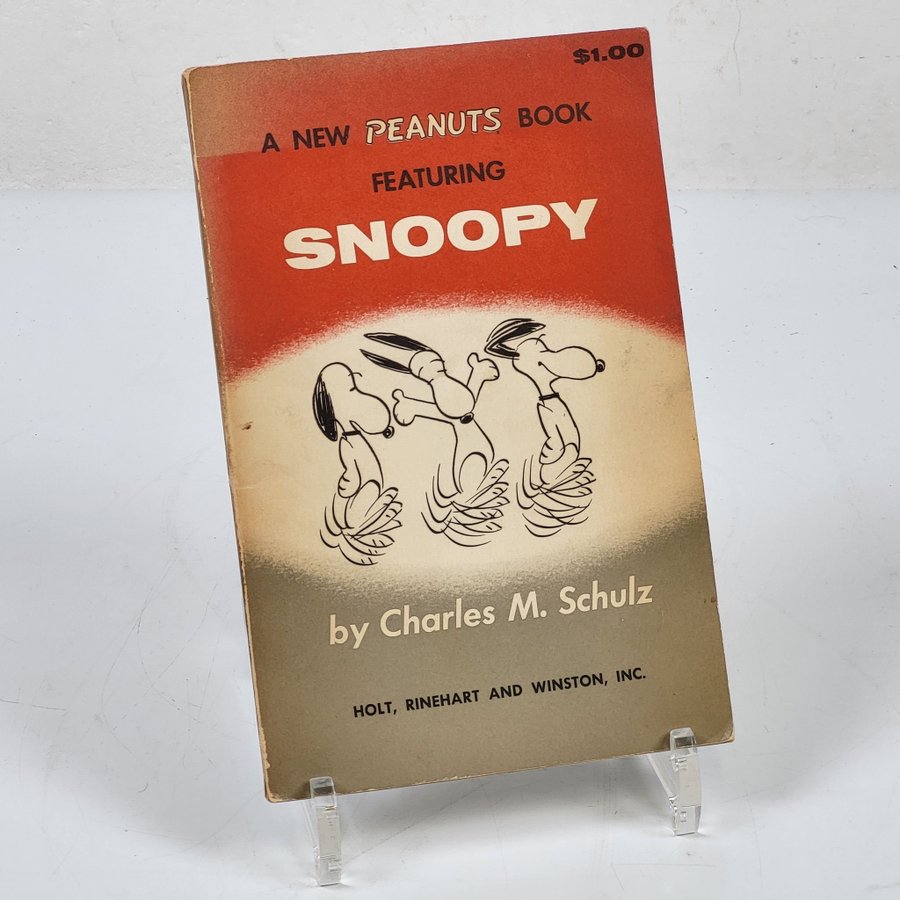 $1.00
A NEW PEANUTS BOOK
FEATURING
SNOOPY
by Charles M. Schulz
HOLT, RINEHART AND WINSTON, INC.